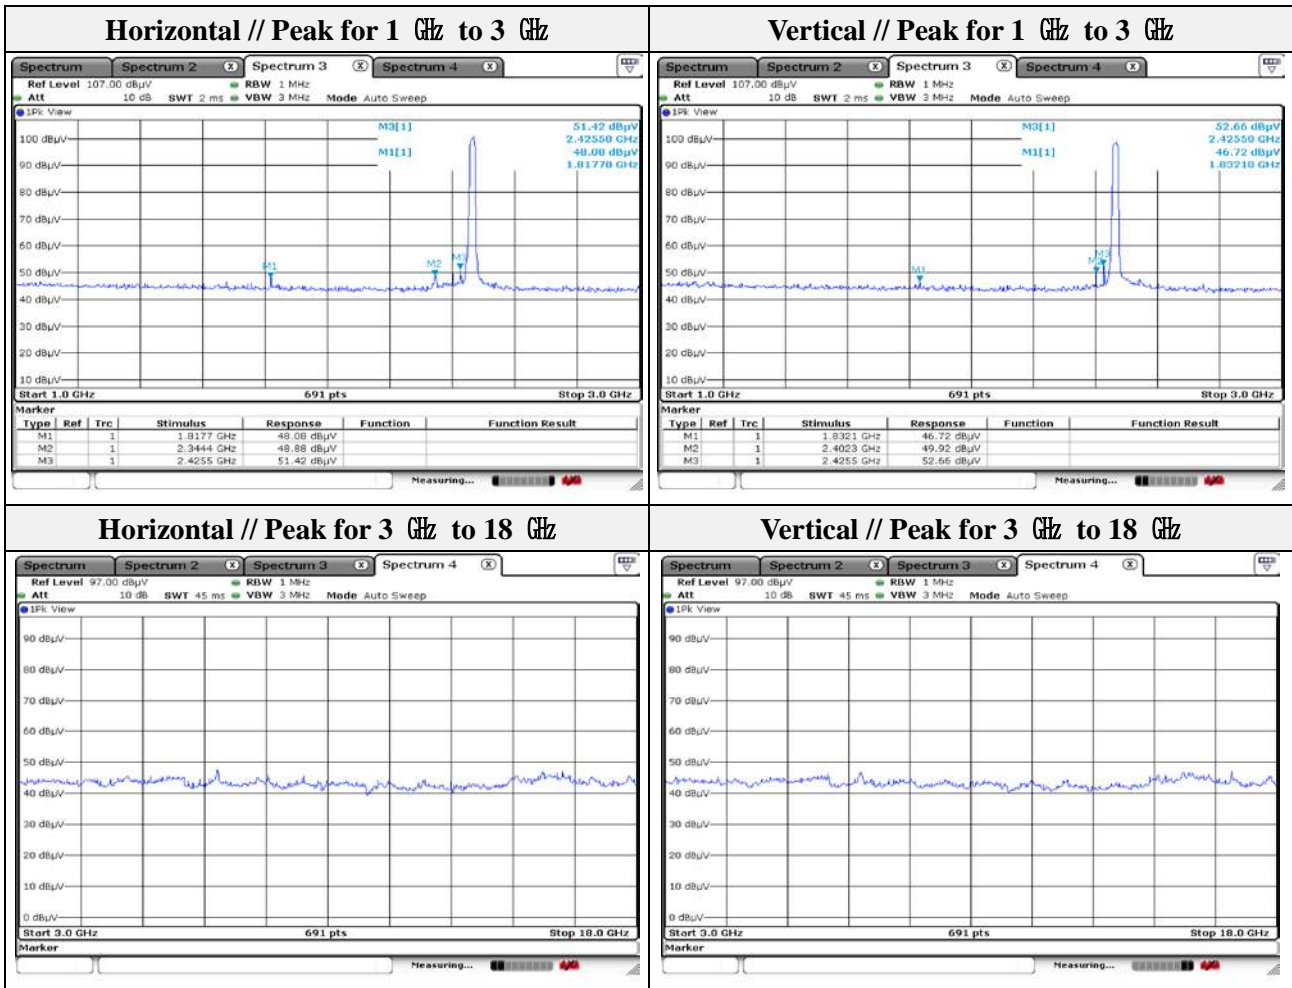 Horizontal // Peak for 1 ㎓ to 3 ㎓
Spectrum Spectrum 2 X Spectrum 3 X Spectrum 4 X
Ref Level 107.00 dBµV RBW 1 MHz
Att 10 dB SWT 2 ms VBW 3 MHz Mode Auto Sweep
1Pk View
M3[1] 51.42 dBµV
2.42550 GHz
M1[1] 48.08 dBµV
1.81770 GHz
100 dBµV
90 dBµV
80 dBµV
70 dBµV
60 dBµV
50 dBµV
40 dBµV
30 dBµV
20 dBµV
10 dBµV
M1 M2 M3
Start 1.0 GHz 691 pts Stop 3.0 GHz
Marker
Type Ref Trc Stimulus Response Function Function Result
M1 1 1.8177 GHz 48.08 dBµV
M2 1 2.3444 GHz 48.88 dBµV
M3 1 2.4255 GHz 51.42 dBµV
Measuring...
Vertical // Peak for 1 ㎓ to 3 ㎓
Spectrum Spectrum 2 X Spectrum 3 X Spectrum 4 X
Ref Level 107.00 dBµV RBW 1 MHz
Att 10 dB SWT 2 ms VBW 3 MHz Mode Auto Sweep
1Pk View
M3[1] 52.66 dBµV
2.42550 GHz
M1[1] 46.72 dBµV
1.83210 GHz
100 dBµV
90 dBµV
80 dBµV
70 dBµV
60 dBµV
50 dBµV
40 dBµV
30 dBµV
20 dBµV
10 dBµV
M1 M3
Start 1.0 GHz 691 pts Stop 3.0 GHz
Marker
Type Ref Trc Stimulus Response Function Function Result
M1 1 1.8321 GHz 46.72 dBµV
M2 1 2.4023 GHz 49.92 dBµV
M3 1 2.4255 GHz 52.66 dBµV
Measuring...
Horizontal // Peak for 3 ㎓ to 18 ㎓
Spectrum Spectrum 2 X Spectrum 3 X Spectrum 4 X
Ref Level 97.00 dBµV RBW 1 MHz
Att 10 dB SWT 45 ms VBW 3 MHz Mode Auto Sweep
1Pk View
90 dBµV
80 dBµV
70 dBµV
60 dBµV
50 dBµV
40 dBµV
30 dBµV
20 dBµV
10 dBµV
0 dBµV
Start 3.0 GHz 691 pts Stop 18.0 GHz
Marker
Measuring...
Vertical // Peak for 3 ㎓ to 18 ㎓
Spectrum Spectrum 2 X Spectrum 3 X Spectrum 4 X
Ref Level 97.00 dBµV RBW 1 MHz
Att 10 dB SWT 45 ms VBW 3 MHz Mode Auto Sweep
1Pk View
90 dBµV
80 dBµV
70 dBµV
60 dBµV
50 dBµV
40 dBµV
30 dBµV
20 dBµV
10 dBµV
0 dBµV
Start 3.0 GHz 691 pts Stop 18.0 GHz
Marker
Measuring...